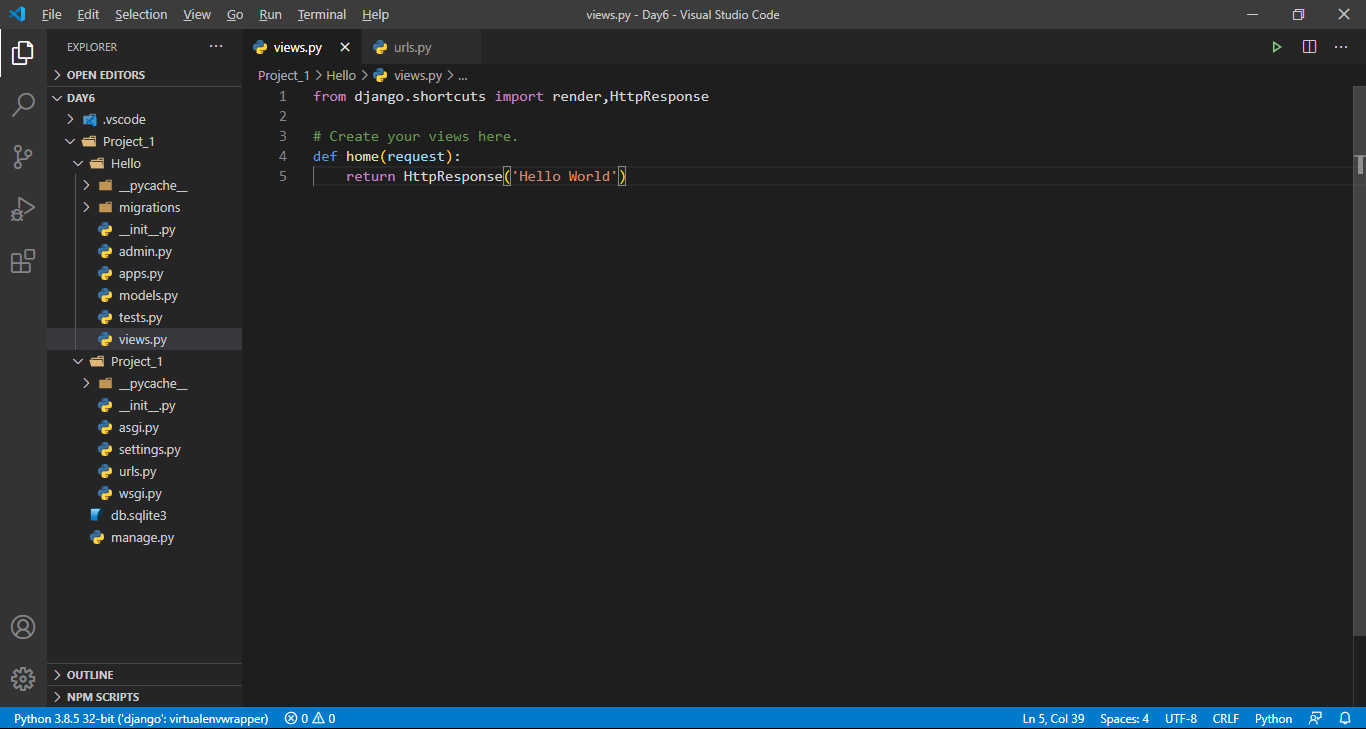 File Edit Selection View Go Run Terminal Help
views.py - Day6 - Visual Studio Code
EXPLORER
OPEN EDITORS
DAY6
.vscode
Project_1
Hello
__pycache__
migrations
__init__.py
admin.py
apps.py
models.py
tests.py
views.py
Project_1
__pycache__
__init__.py
asgi.py
settings.py
urls.py
wsgi.py
db.sqlite3
manage.py
OUTLINE
NPM SCRIPTS
views.py urls.py
Project_1 > Hello > views.py > ...
1 from django.shortcuts import render,HttpResponse
2
3 # Create your views here.
4 def home(request):
5     return HttpResponse('Hello World')
Python 3.8.5 32-bit ('django': virtualenvwrapper) 0 0 Ln 5, Col 39 Spaces: 4 UTF-8 CRLF Python